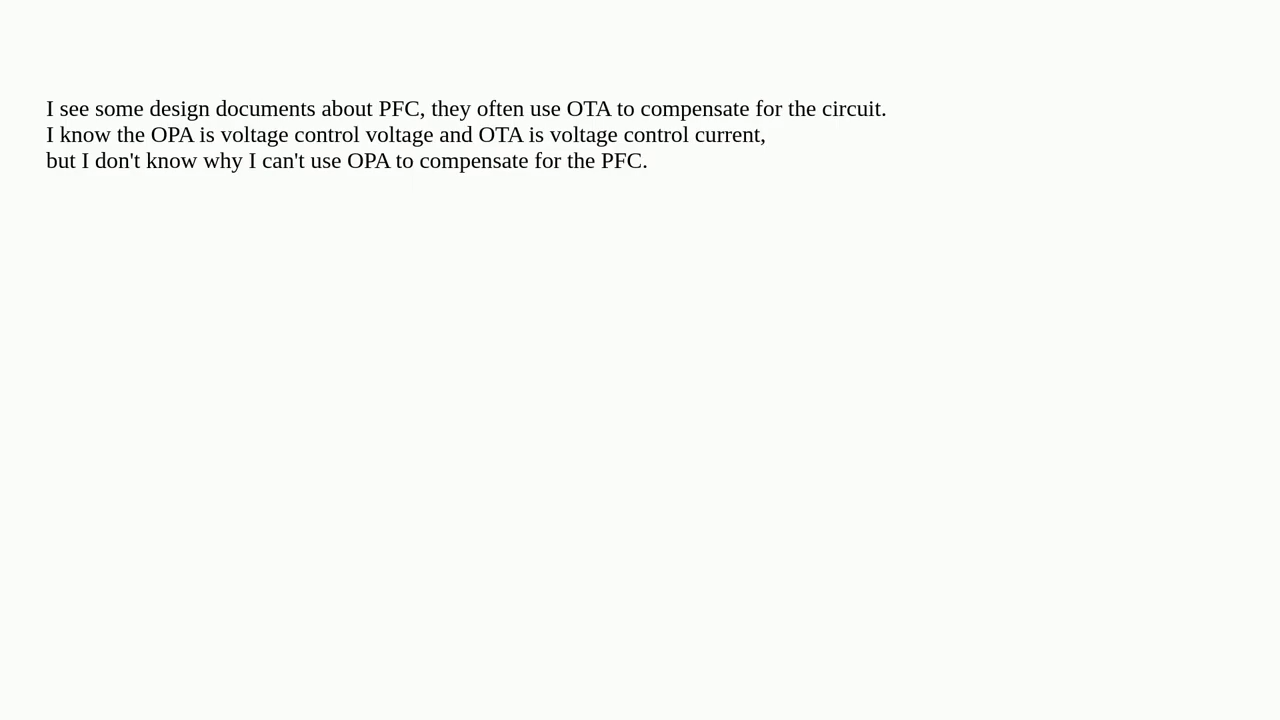 I see some design documents about PFC, they often use OTA to compensate for the circuit.
I know the OPA is voltage control voltage and OTA is voltage control current,
but I don't know why I can't use OPA to compensate for the PFC.